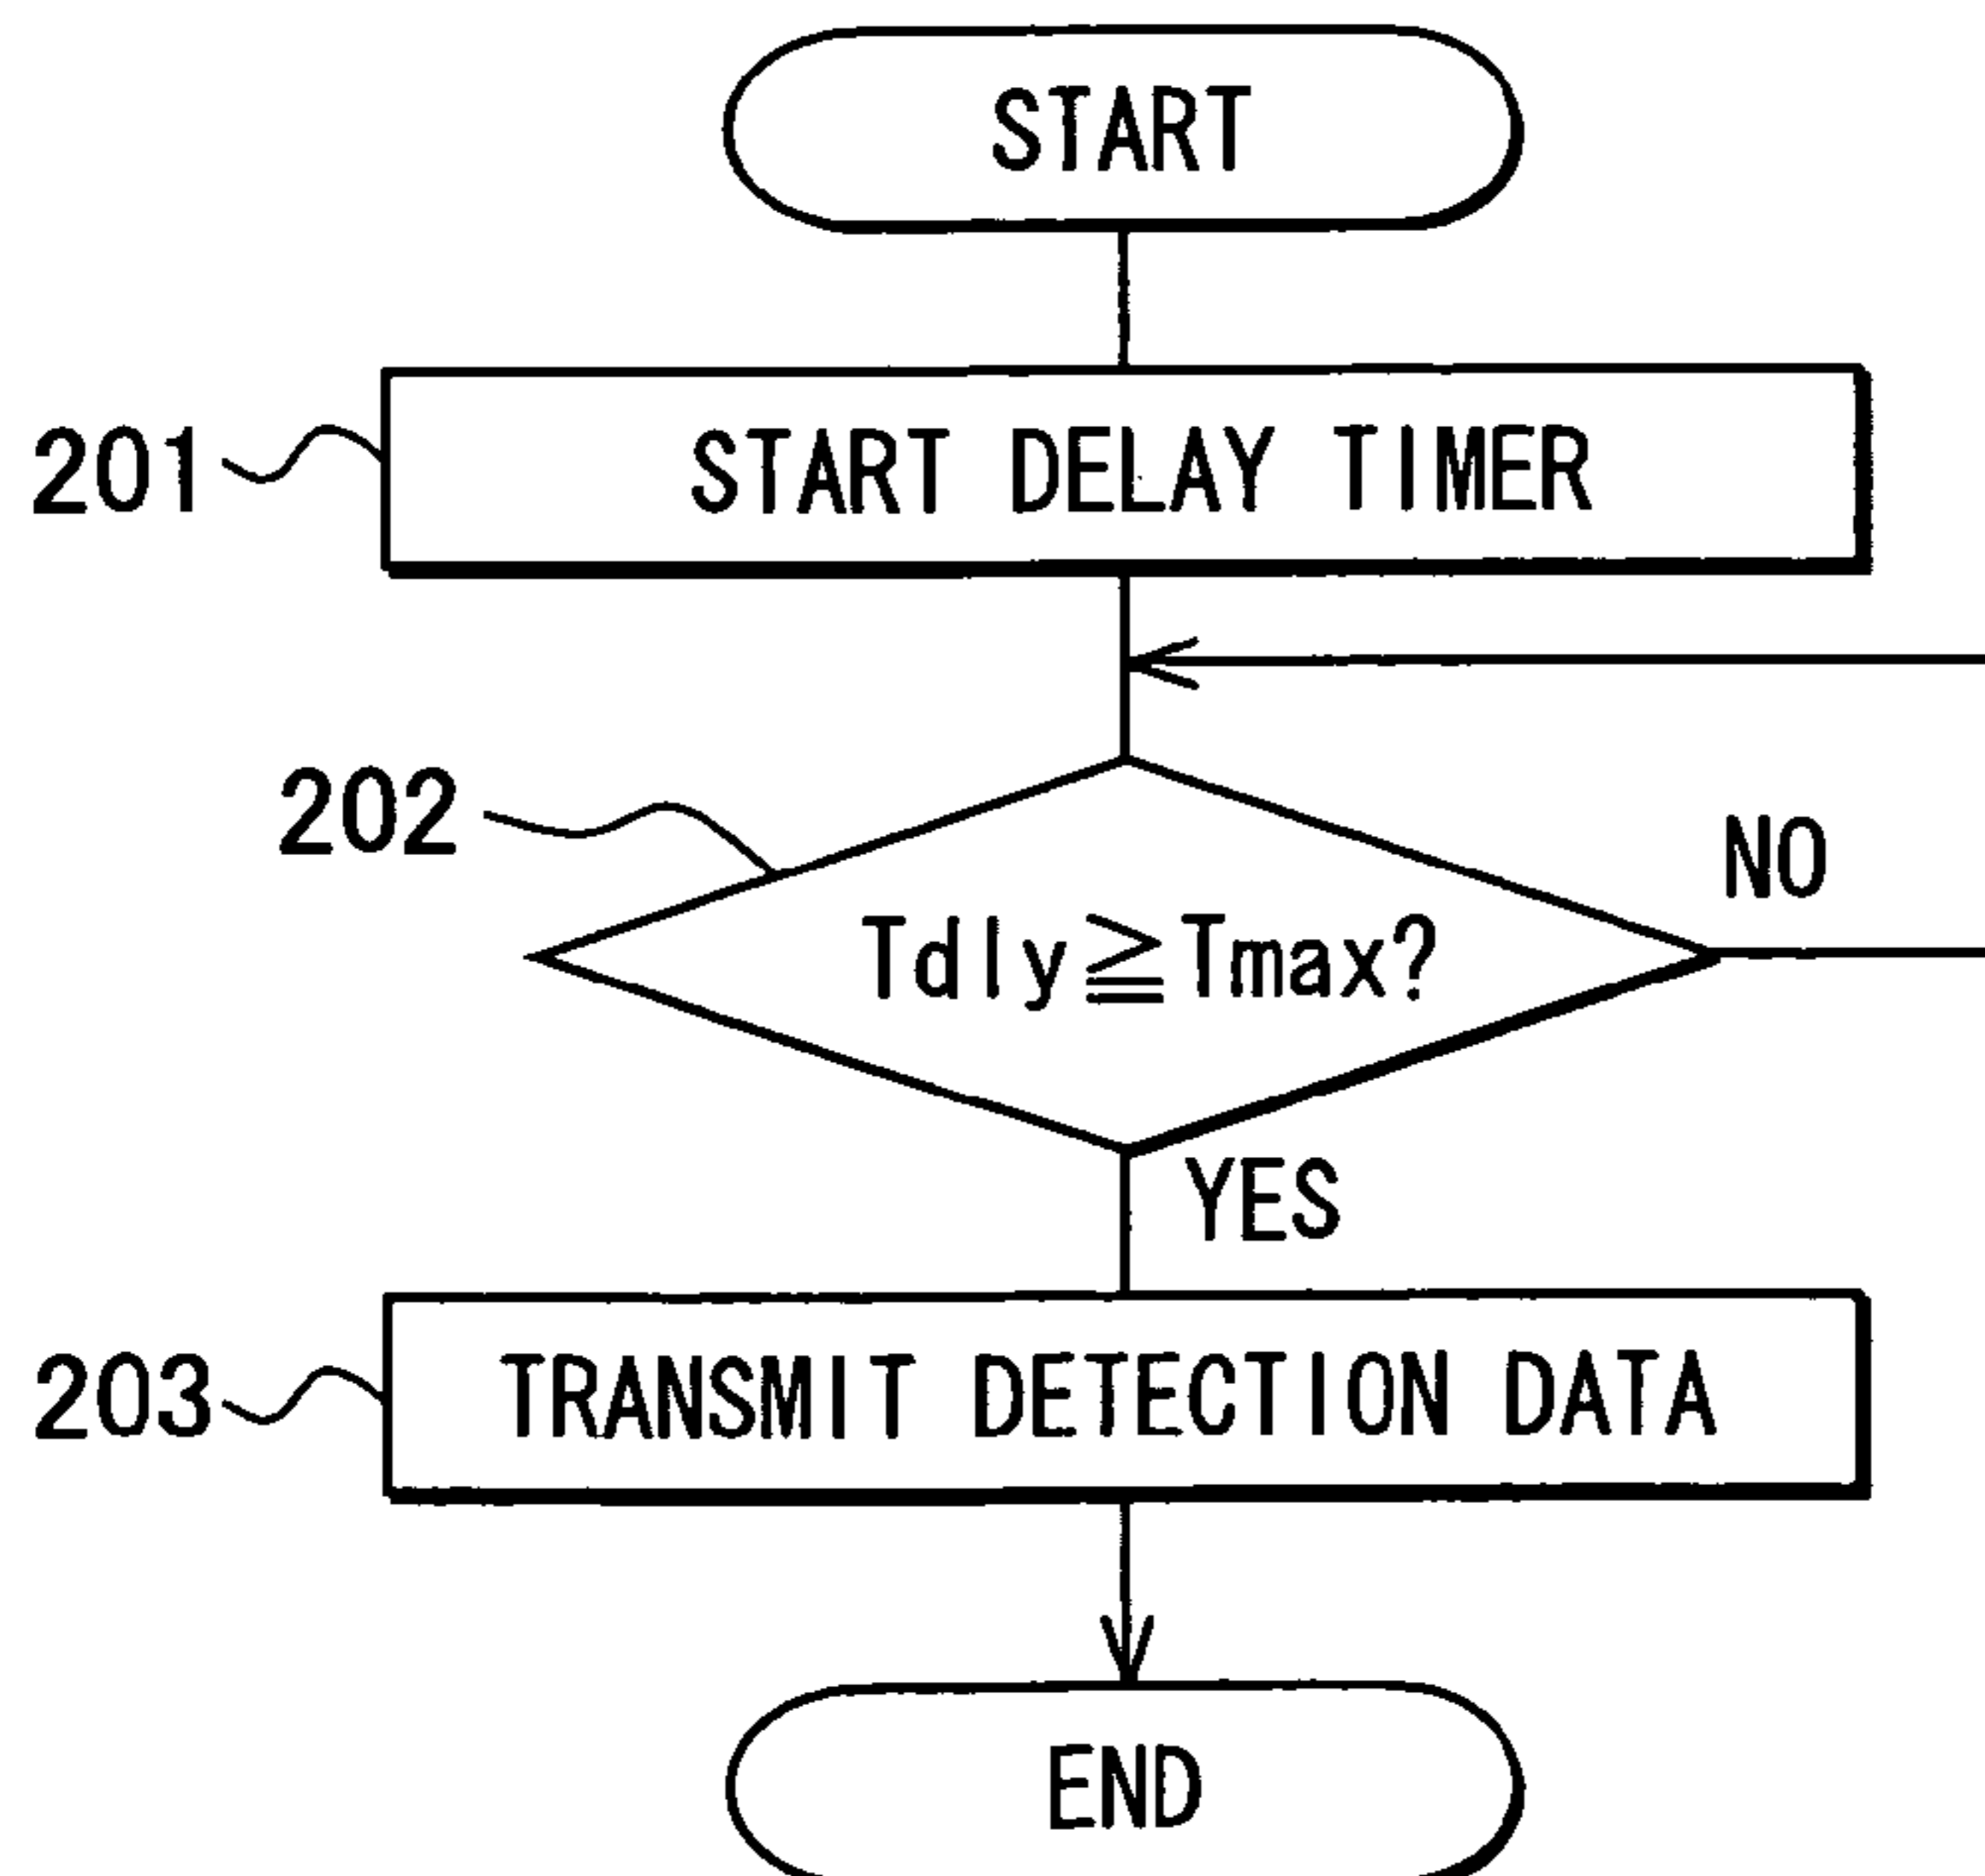 START
201 START DELAY TIMER
202
NO
Tdly≧Tmax?
YES
203 TRANSMIT DETECTION DATA
END